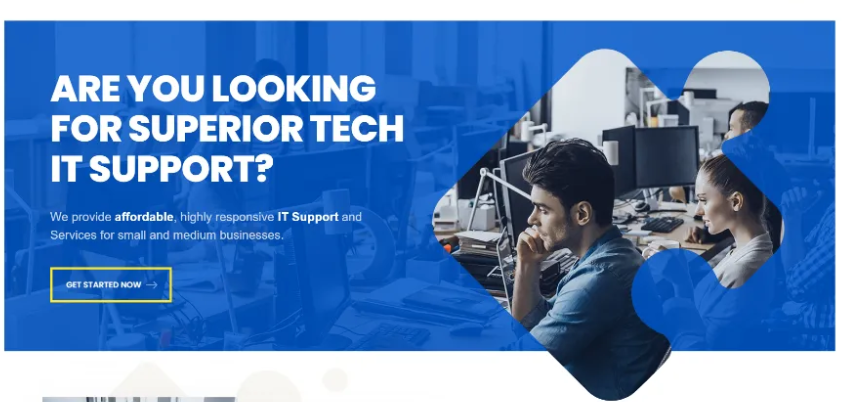 ARE YOU LOOKING
FOR SUPERIOR TECH
IT SUPPORT?
We provide affordable, highly responsive IT Support and
Services for small and medium businesses.
GET STARTED NOW